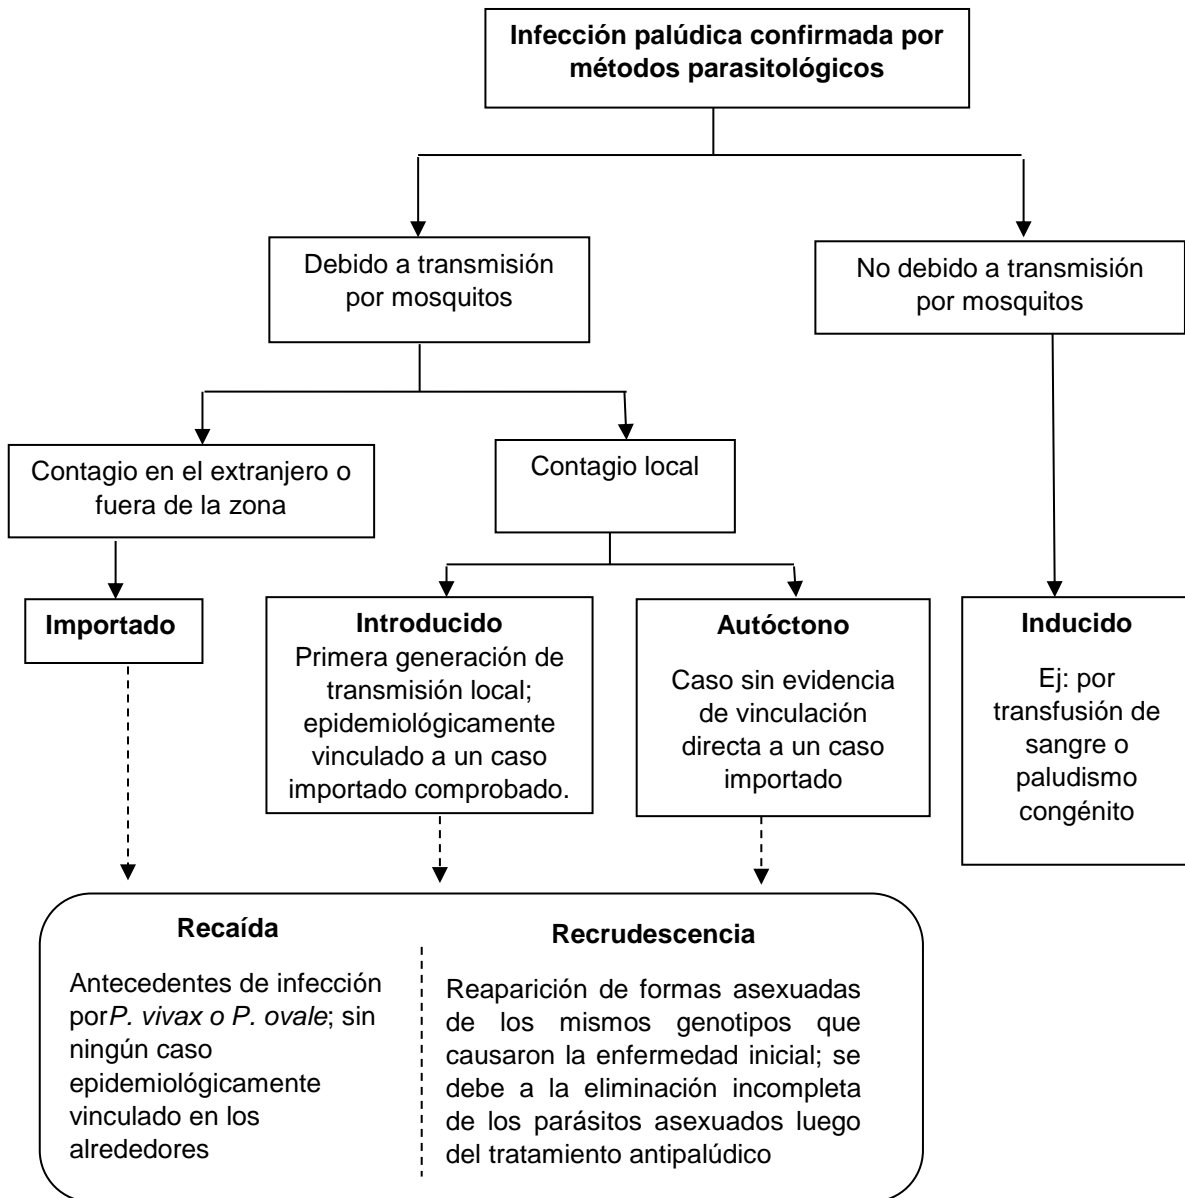 Infección palúdica confirmada por
métodos parasitológicos
Debido a transmisión
por mosquitos
No debido a transmisión
por mosquitos
Contagio en el extranjero o
fuera de la zona
Contagio local
Importado
Introducido
Primera generación de
transmisión local;
epidemiológicamente
vinculado a un caso
importado comprobado.
Autóctono
Caso sin evidencia
de vinculación
directa a un caso
importado
Inducido
Ej: por
transfusión de
sangre o
paludismo
congénito
Recaída
Antecedentes de infección
porP. vivax o P. ovale; sin
ningún caso
epidemiológicamente
vinculado en los
alrededores
Recrudescencia
Reaparición de formas asexuadas
de los mismos genotipos que
causaron la enfermedad inicial; se
debe a la eliminación incompleta
de los parásitos asexuados luego
del tratamiento antipalúdico